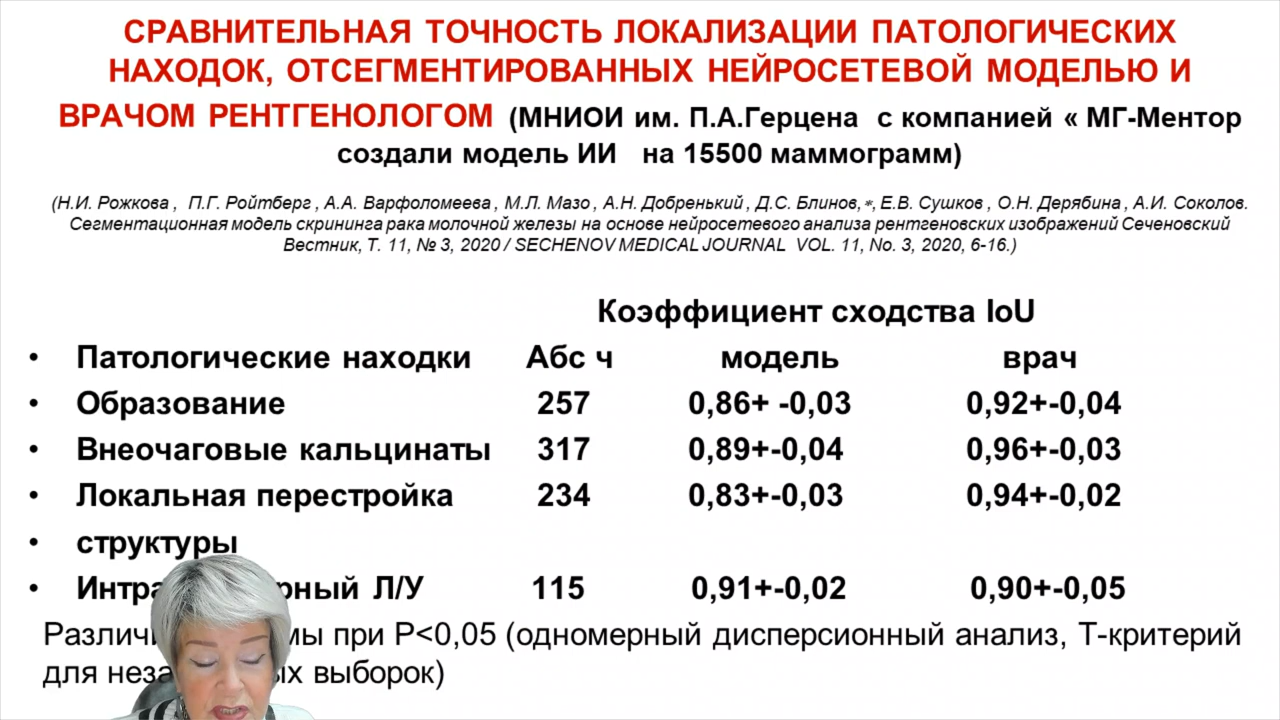 СРАВНИТЕЛЬНАЯ ТОЧНОСТЬ ЛОКАЛИЗАЦИИ ПАТОЛОГИЧЕСКИХ
НАХОДОК, ОТСЕГМЕНТИРОВАННЫХ НЕЙРОСЕТЕВОЙ МОДЕЛЬЮ И
ВРАЧОМ РЕНТГЕНОЛОГОМ (МНИОИ им. П.А.Герцена с компанией « МГ-Ментор
создали модель ИИ на 15500 маммограмм)
(Н.И. Рожкова , П.Г. Ройтберг , А.А. Варфоломеева , М.Л. Мазо , А.Н. Добренький , Д.С. Блинов,*, Е.В. Сушков , О.Н. Дерябина , А.И. Соколов.
Сегментационная модель скрининга рака молочной железы на основе нейросетевого анализа рентгеновских изображений Сеченовский
Вестник, Т. 11, № 3, 2020 / SECHENOV MEDICAL JOURNAL VOL. 11, No. 3, 2020, 6-16.)
Коэффициент сходства IoU
• Патологические находки Абс ч модель врач
• Образование 257 0,86+ -0,03 0,92+-0,04
• Внеочаговые кальцинаты 317 0,89+-0,04 0,96+-0,03
• Локальная перестройка 234 0,83+-0,03 0,94+-0,02
• структуры
• Л/У 115 0,91+-0,02 0,90+-0,05
при P<0,05 (одномерный дисперсионный анализ, Т-критерий
для выборок)